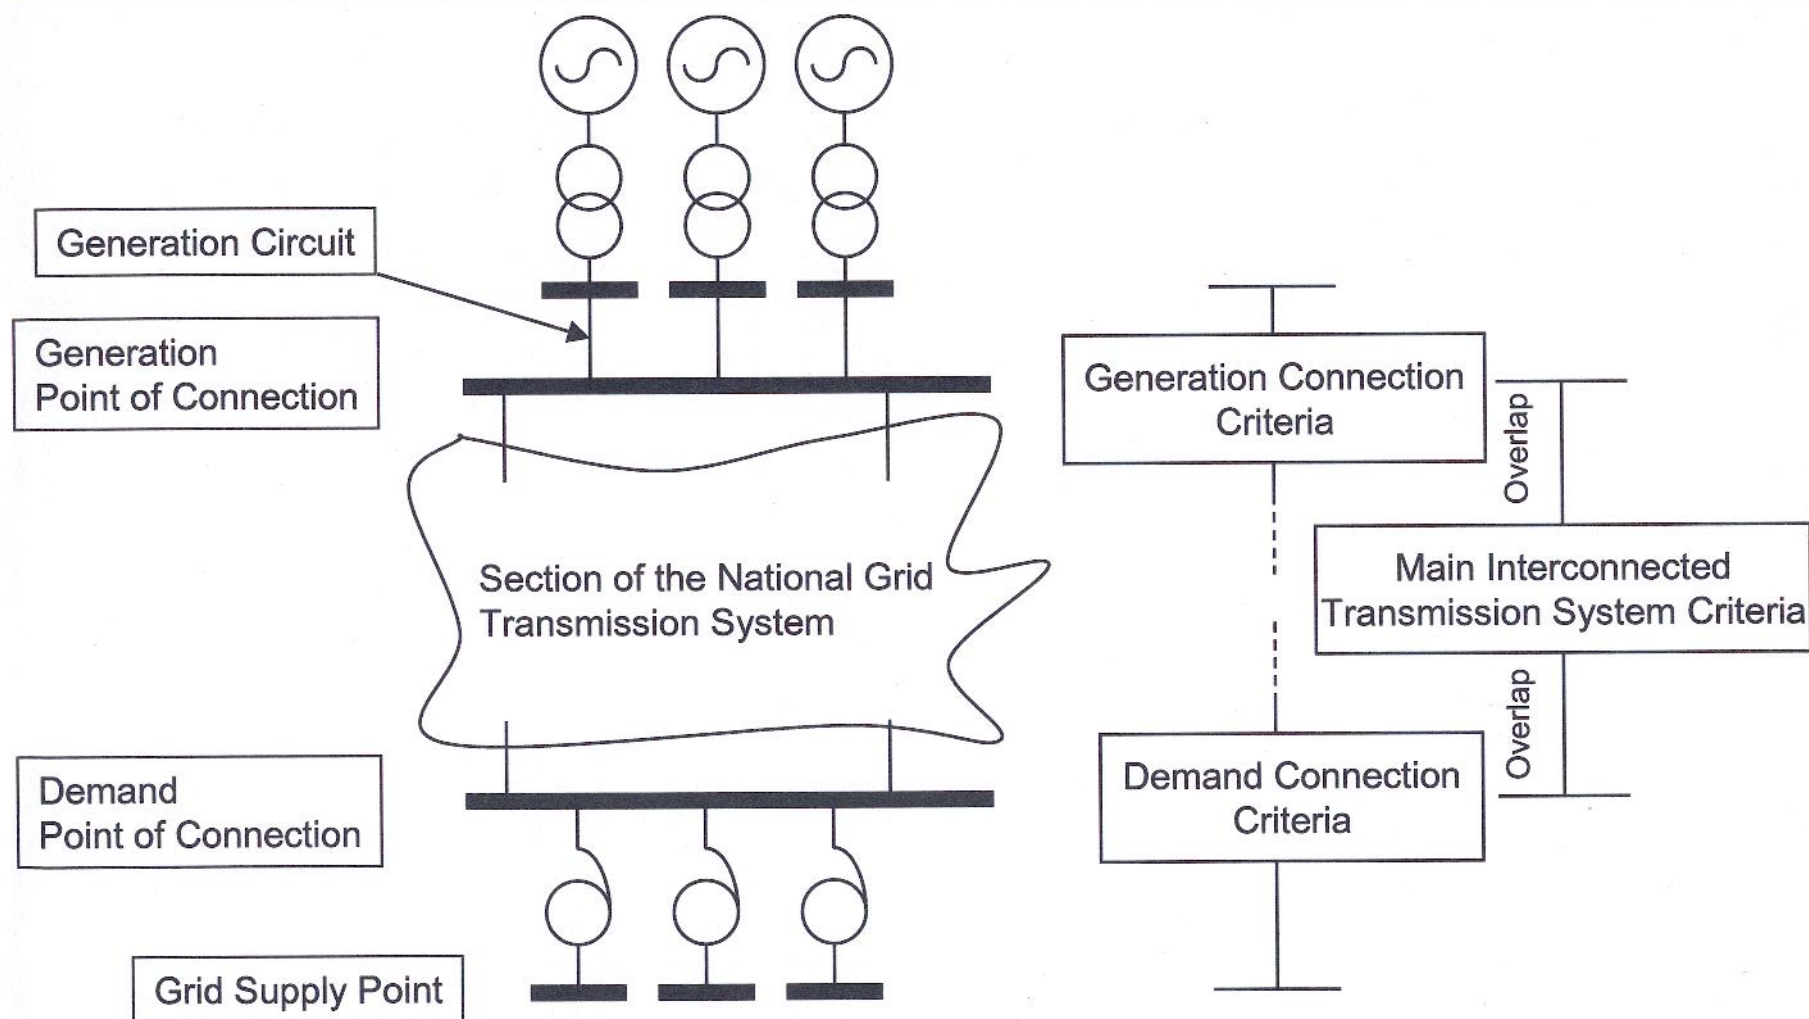 Generation Circuit
Generation
Point of Connection
Generation Connection
Criteria
Overlap
Section of the National Grid
Transmission System
Main Interconnected
Transmission System Criteria
Overlap
Demand
Point of Connection
Demand Connection
Criteria
Grid Supply Point